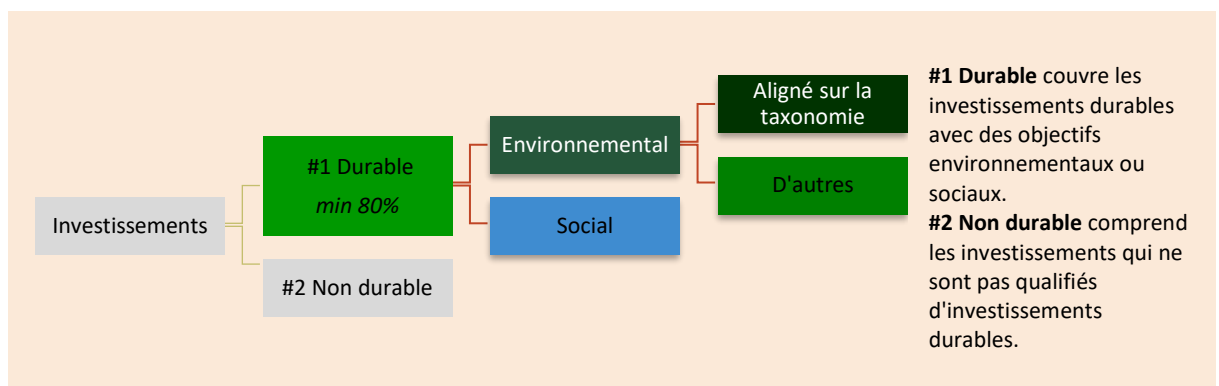 Investissements
#1 Durable
min 80%
#2 Non durable
Environnemental
Social
Aligné sur la
taxonomie
D'autres
#1 Durable couvre les
investissements durables
avec des objectifs
environnementaux ou
sociaux.
#2 Non durable comprend
les investissements qui ne
sont pas qualifiés
d'investissements
durables.